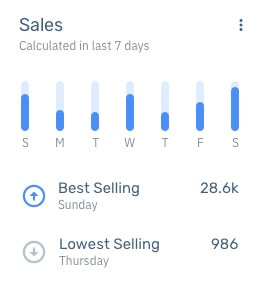 Sales
Calculated in last 7 days
S M T W T F S
Best Selling 28.6k
Sunday
Lowest Selling 986
Thursday